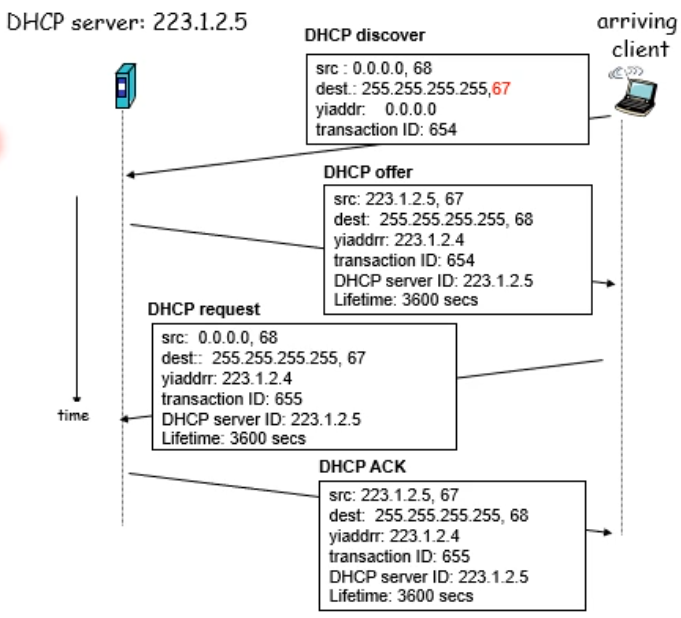 DHCP server: 223.1.2.5
arriving
client
DHCP discover
src : 0.0.0.0, 68
dest.: 255.255.255.255,67
yiaddr: 0.0.0.0
transaction ID: 654
DHCP offer
src: 223.1.2.5, 67
dest: 255.255.255.255, 68
yiaddrr: 223.1.2.4
transaction ID: 654
DHCP server ID: 223.1.2.5
Lifetime: 3600 secs
DHCP request
src: 0.0.0.0, 68
dest:: 255.255.255.255, 67
yiaddrr: 223.1.2.4
transaction ID: 655
DHCP server ID: 223.1.2.5
Lifetime: 3600 secs
time
DHCP ACK
src: 223.1.2.5, 67
dest: 255.255.255.255, 68
yiaddrr: 223.1.2.4
transaction ID: 655
DHCP server ID: 223.1.2.5
Lifetime: 3600 secs